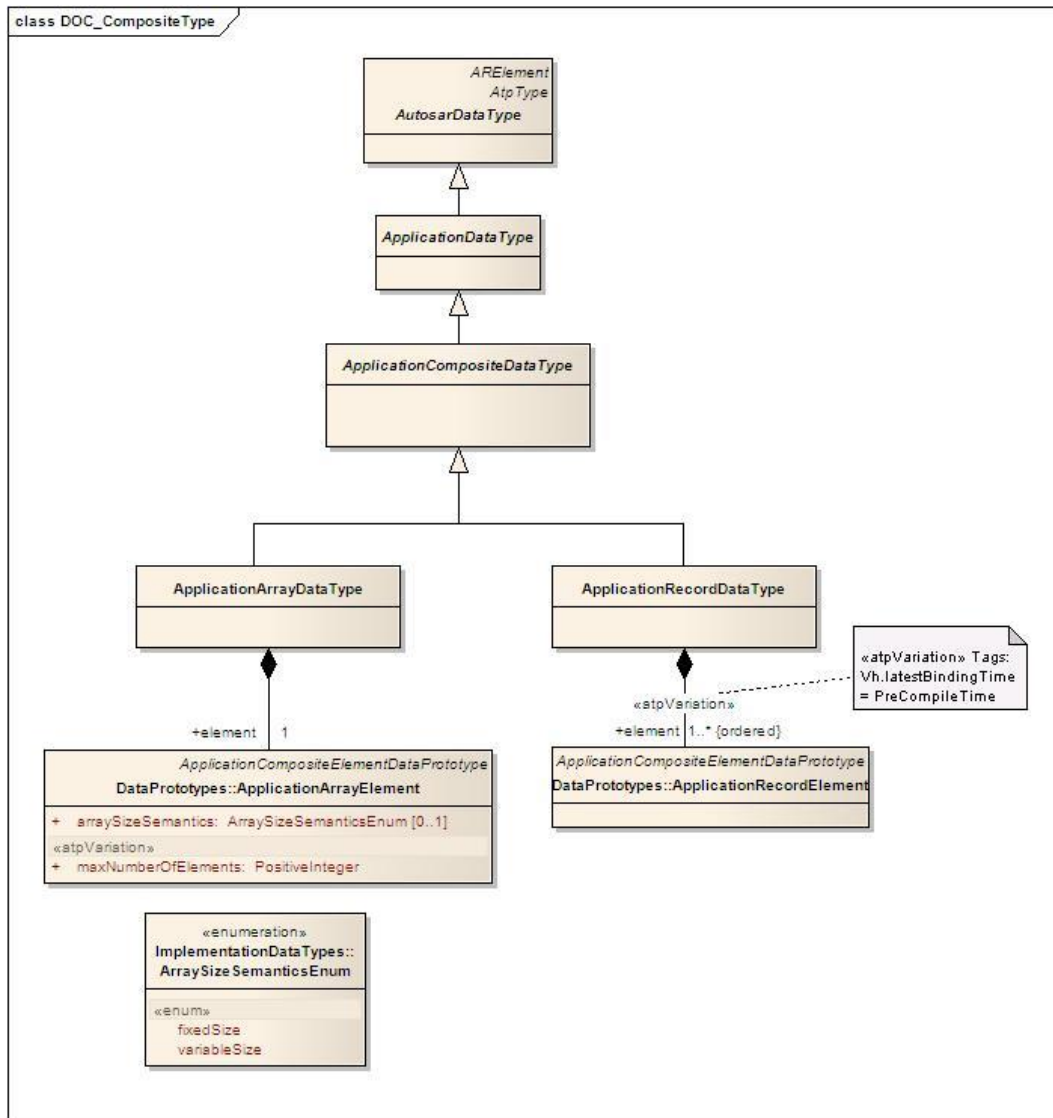 class DOC_CompositeType
ARElement
AtpType
AutosarDataType
ApplicationDataType
ApplicationCompositeDataType
ApplicationArrayDataType
ApplicationRecordDataType
«atpVariation» Tags:
Vh.latestBindingTime
= PreCompileTime
«atpVariation»
+element 1
+element 1..* {ordered}
ApplicationCompositeElementDataPrototype
DataPrototypes::ApplicationArrayElement
+ arraySizeSemantics: ArraySizeSemanticsEnum [0..1]
«atpVariation»
+ maxNumberOfElements: PositiveInteger
ApplicationCompositeElementDataPrototype
DataPrototypes::ApplicationRecordElement
«enumeration»
ImplementationDataTypes::
ArraySizeSemanticsEnum
«enum»
fixedSize
variableSize